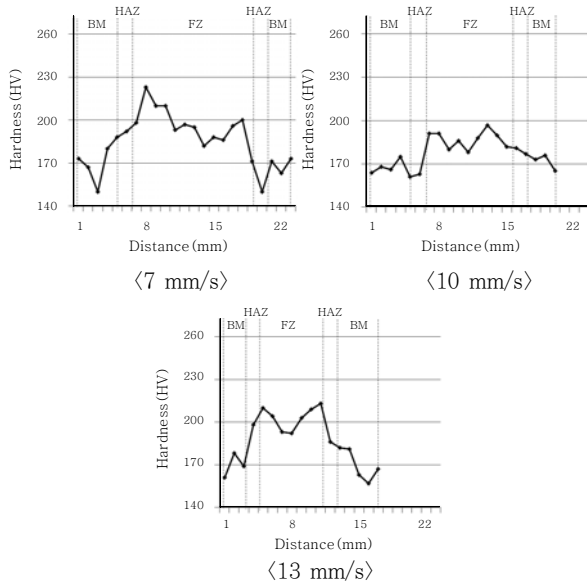 HAZ HAZ
BM FZ BM
260
230
200
170
140
Hardness (HV)
1 8 15 22
Distance (mm)
〈7 mm/s〉
HAZ HAZ
BM FZ BM
260
230
200
170
140
Hardness (HV)
1 8 15 22
Distance (mm)
〈10 mm/s〉
HAZ HAZ
BM FZ BM
260
230
200
170
140
Hardness (HV)
1 8 15 22
Distance (mm)
〈13 mm/s〉